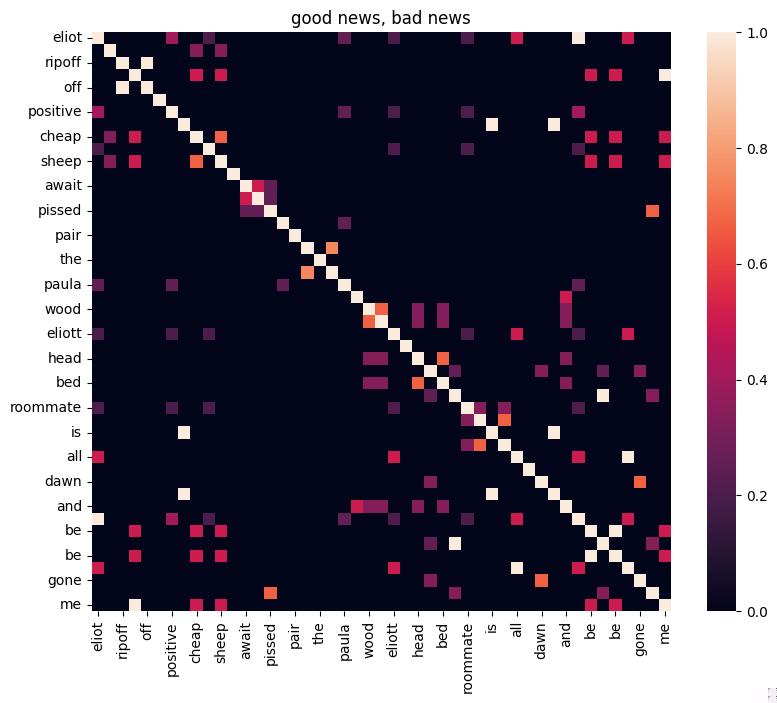 good news, bad news
eliot
ripoff
off
positive
cheap
sheep
await
pissed
pair
the
paula
wood
eliott
head
bed
roommate
is
all
dawn
and
be
be
gone
me
1.0
0.8
0.6
0.4
0.2
0.0
eliot
ripoff
off
positive
cheap
sheep
await
pissed
pair
the
paula
wood
eliott
head
bed
roommate
is
all
dawn
and
be
be
gone
me